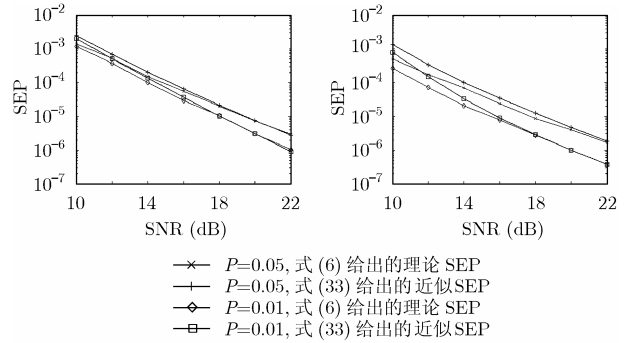 10⁻² 10⁻²
10⁻³ 10⁻³
10⁻⁴ 10⁻⁴
SEP SEP
10⁻⁵ 10⁻⁵
10⁻⁶ 10⁻⁶
10⁻⁷ 10⁻⁷
10 14 18 22 10 14 18 22
SNR (dB) SNR (dB)
P=0.05, 式 (6) 给出的理论 SEP
P=0.05, 式 (33) 给出的近似SEP
P=0.01, 式 (6) 给出的理论 SEP
P=0.01, 式 (33) 给出的近似SEP